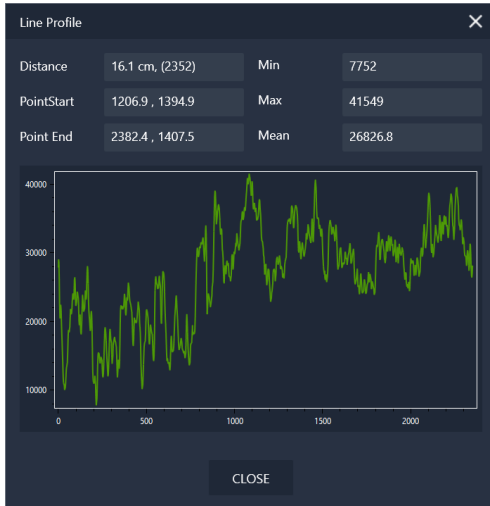 Line Profile
Distance 16.1 cm, (2352) Min 7752
PointStart 1206.9 , 1394.9 Max 41549
Point End 2382.4 , 1407.5 Mean 26826.8
40000
30000
20000
10000
0 500 1000 1500 2000
CLOSE